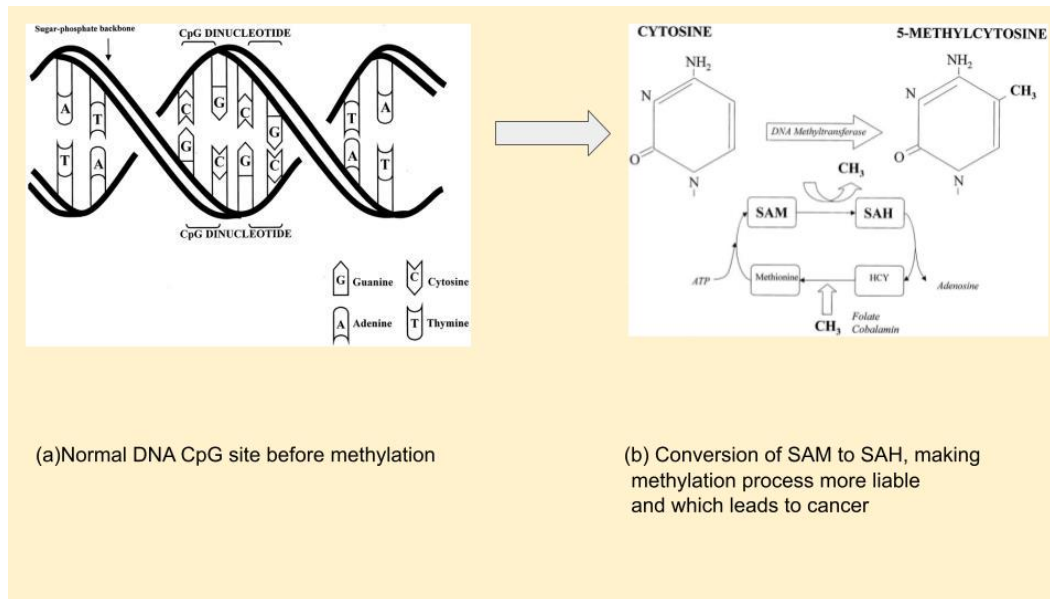 Sugar-phosphate backbone
CpG DINUCLEOTIDE
A
T
C
G
G
C
C
G
G
C
T
A
A
T
T
A
CpG DINUCLEOTIDE
G Guanine
C Cytosine
A Adenine
T Thymine
(a)Normal DNA CpG site before methylation
CYTOSINE
5-METHYLCYTOSINE
NH2
N
O
N
DNA Methyltransferase
NH2
CH3
N
O
N
CH3
SAM
SAH
ATP
Methionine
HCY
Adenosine
CH3
Folate
Cobalamin
(b) Conversion of SAM to SAH, making
methylation process more liable
and which leads to cancer